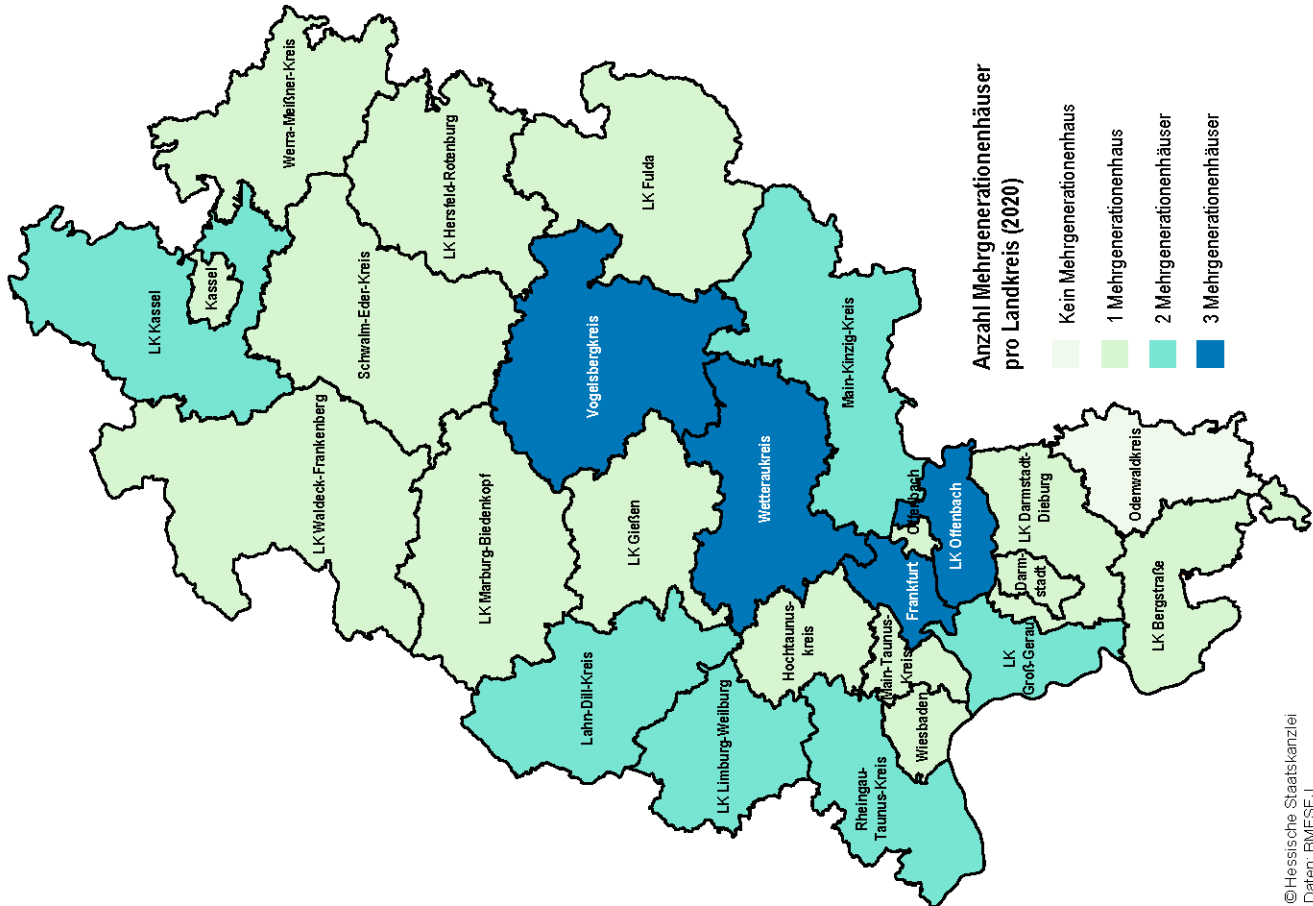 LK Kassel
Kassel
Werra-Meißner-Kreis
LK Waldeck-Frankenberg
Schwalm-Eder-Kreis
LK Hersfeld-Rotenburg
LK Marburg-Biedenkopf
Vogelsbergkreis
LK Fulda
LK Gießen
Lahn-Dill-Kreis
LK Limburg-Weilburg
Wetteraukreis
Main-Kinzig-Kreis
Hochtaunus-
kreis
Rheingau-
Taunus-Kreis
Main-Taunus-
Kreis
Wiesbaden
Frankfurt
Offenbach
LK Offenbach
LK
Groß-Gerau
Darm-
stadt
LK Darmstadt-
Dieburg
Odenwaldkreis
LK Bergstraße
Anzahl Mehrgenerationenhäuser
pro Landkreis (2020)
Kein Mehrgenerationenhaus
1 Mehrgenerationenhaus
2 Mehrgenerationenhäuser
3 Mehrgenerationenhäuser
© Hessische Staatskanzlei
Daten: